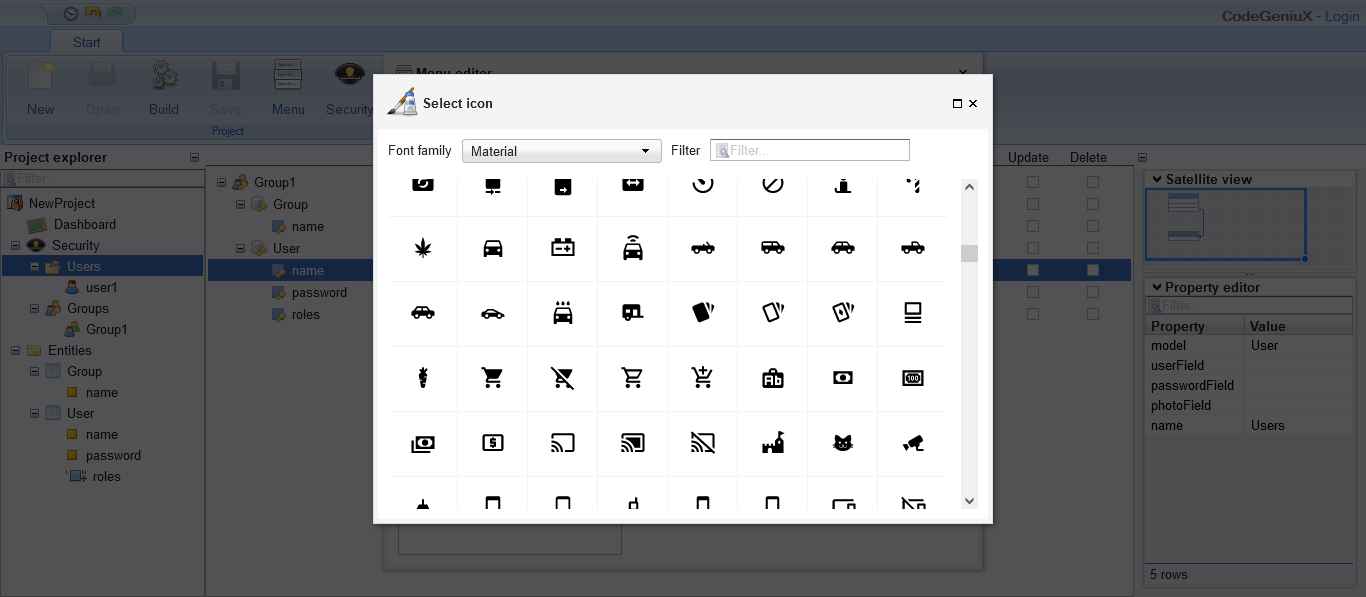 CodeGeniuX - Login
Start
New Open Build Save Menu Security
Project
Menu editor
Select icon
Font family Material Filter Filter...
Project explorer
Filter...
NewProject
Dashboard
Security
Users
user1
Groups
Group1
Entities
Group
name
User
name
password
roles
Update Delete
Group1
Group
name
User
name
password
roles
Satellite view
Property editor
Filter...
Property Value
model User
userField
passwordField
photoField
name Users
5 rows